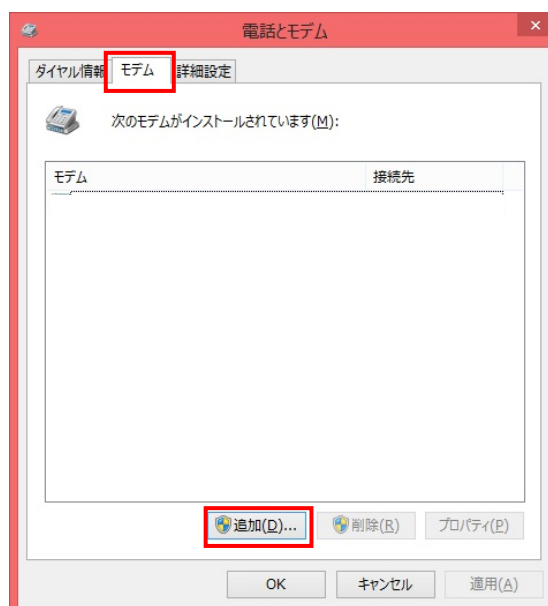 電話とモデム
ダイヤル情報 モデム 詳細設定
次のモデムがインストールされています(M):
モデム 接続先
追加(D)... 削除(R) プロパティ(P)
OK キャンセル 適用(A)